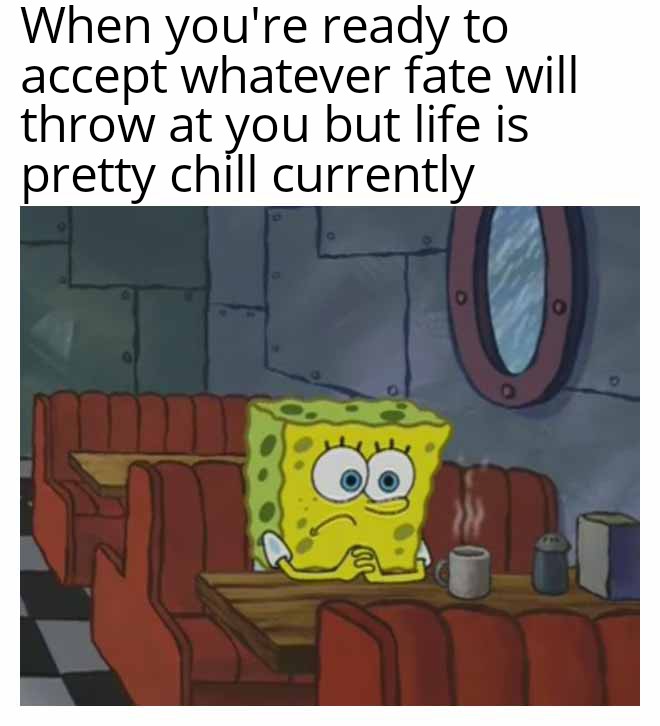 When you're ready to
accept whatever fate will
throw at you but life is
pretty chill currently